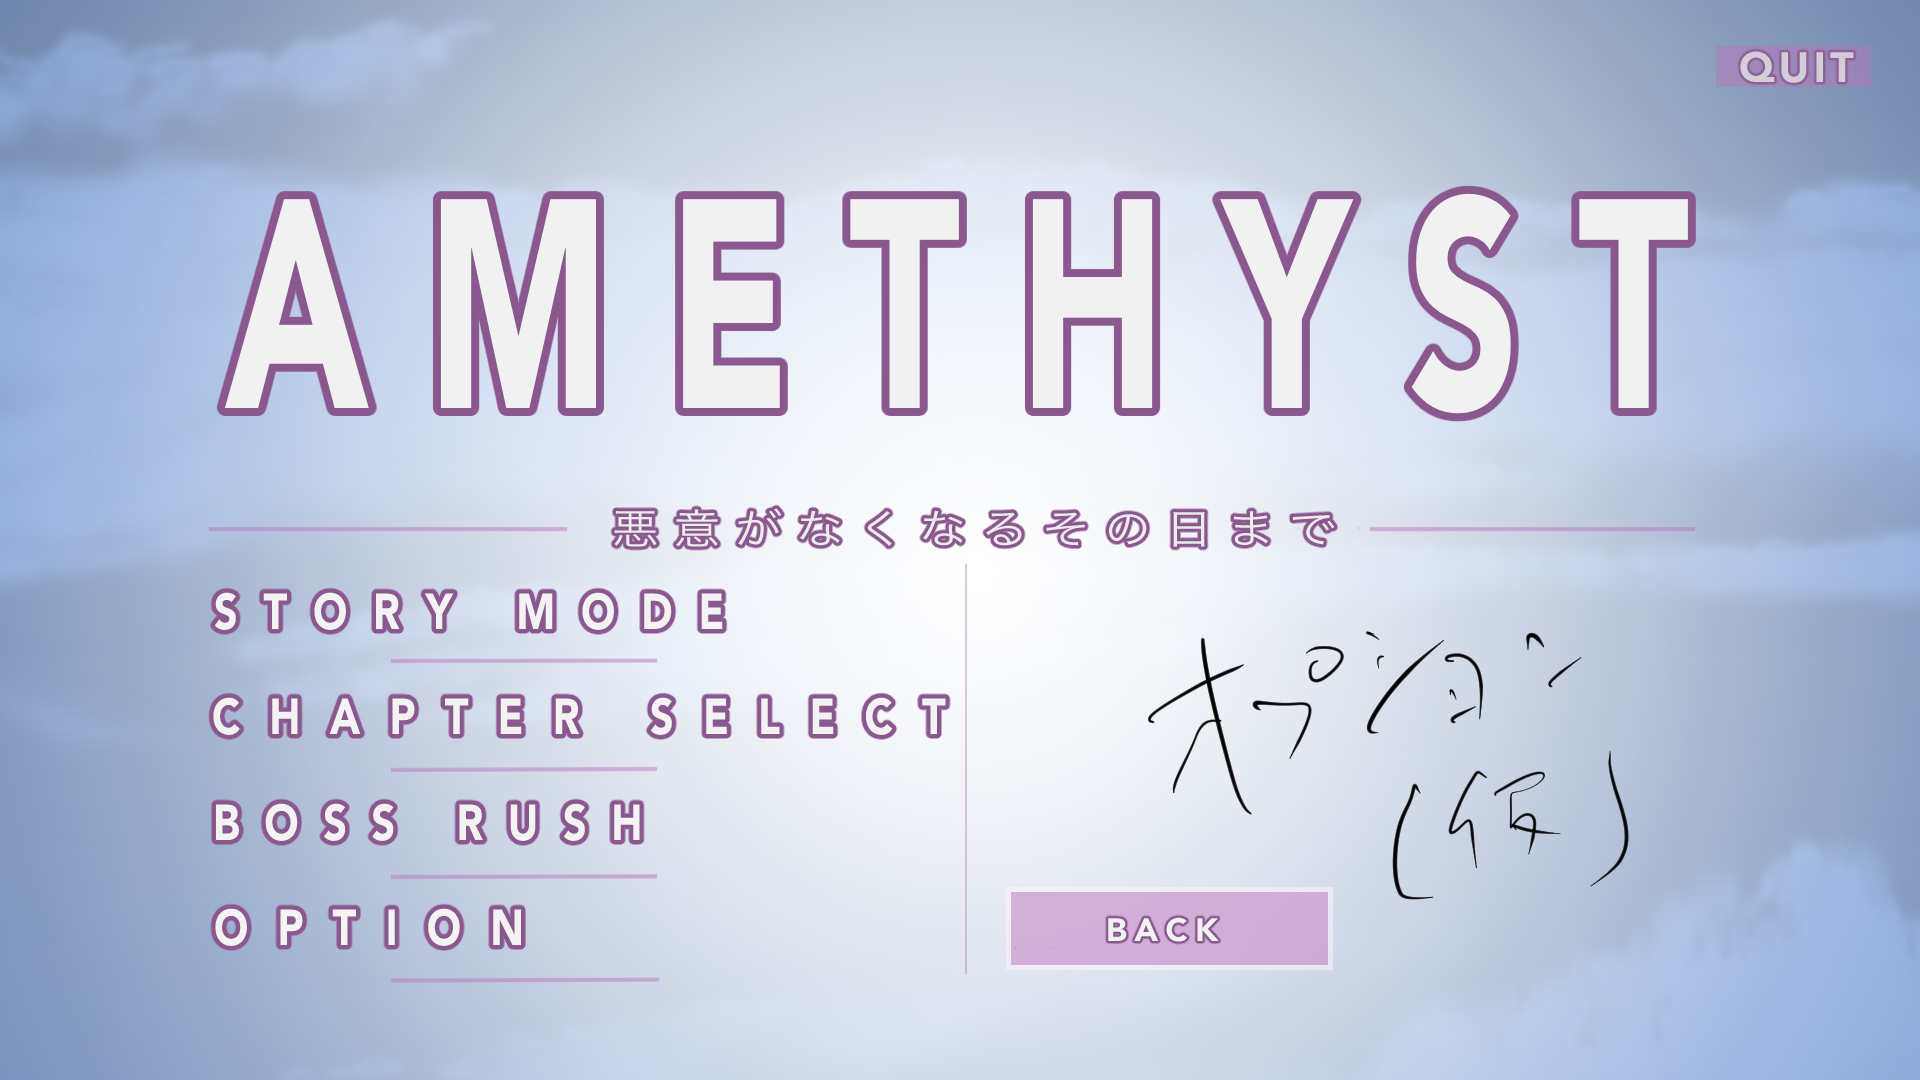 QUIT
AMETHYST
悪意がなくなるその日まで
STORY MODE
CHAPTER SELECT
BOSS RUSH
OPTION
オプション
(仮)
BACK